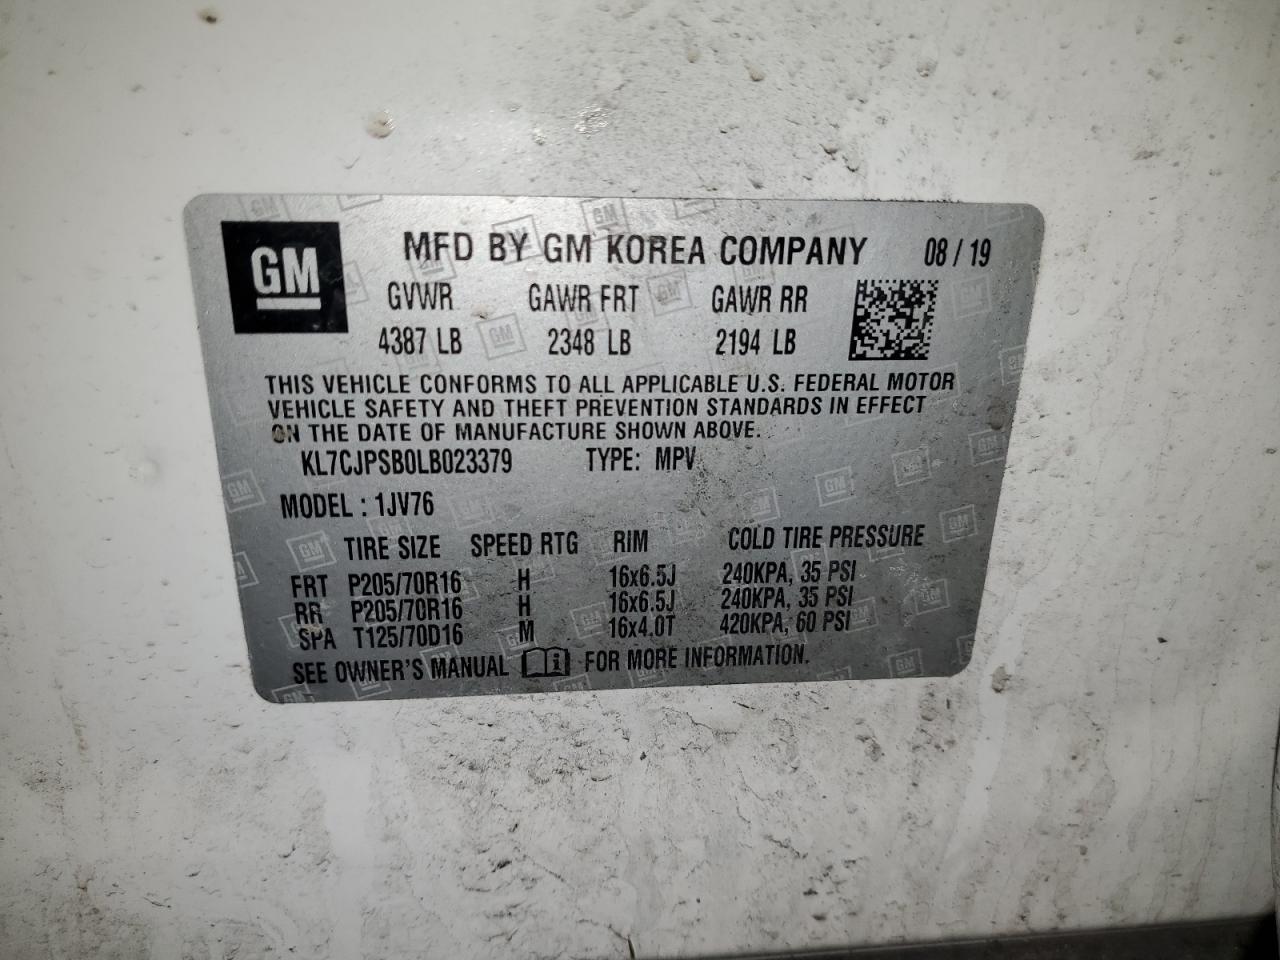 GM
MFD BY GM KOREA COMPANY 08 / 19
GVWR GAWR FRT GAWR RR
4387 LB 2348 LB 2194 LB
THIS VEHICLE CONFORMS TO ALL APPLICABLE U.S. FEDERAL MOTOR
VEHICLE SAFETY AND THEFT PREVENTION STANDARDS IN EFFECT
ON THE DATE OF MANUFACTURE SHOWN ABOVE.
KL7CJPSB0LB023379 TYPE: MPV
MODEL : 1JV76
TIRE SIZE SPEED RTG RIM COLD TIRE PRESSURE
FRT P205/70R16 H 16x6.5J 240KPA, 35 PSI
RR P205/70R16 H 16x6.5J 240KPA, 35 PSI
SPA T125/70D16 M 16x4.0T 420KPA, 60 PSI
SEE OWNER'S MANUAL FOR MORE INFORMATION.